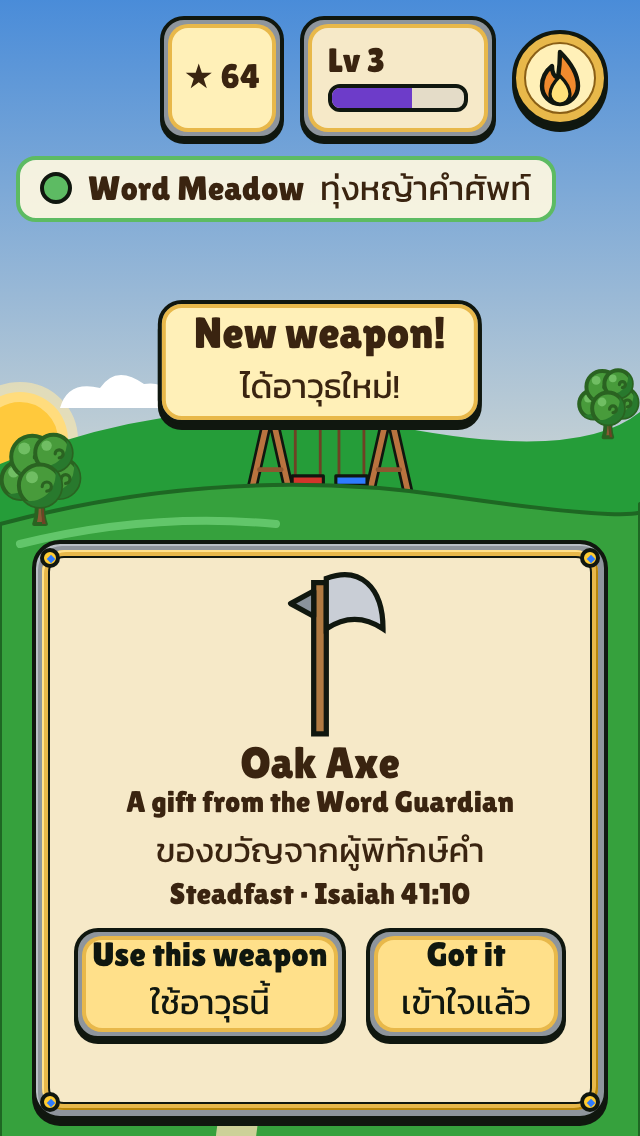 ★ 64
Lv 3
Word Meadow ทุ่งหญ้าคำศัพท์
New weapon!
ได้อาวุธใหม่!
Oak Axe
A gift from the Word Guardian
ของขวัญจากผู้พิทักษ์คำ
Steadfast · Isaiah 41:10
Use this weapon
ใช้อาวุธนี้
Got it
เข้าใจแล้ว